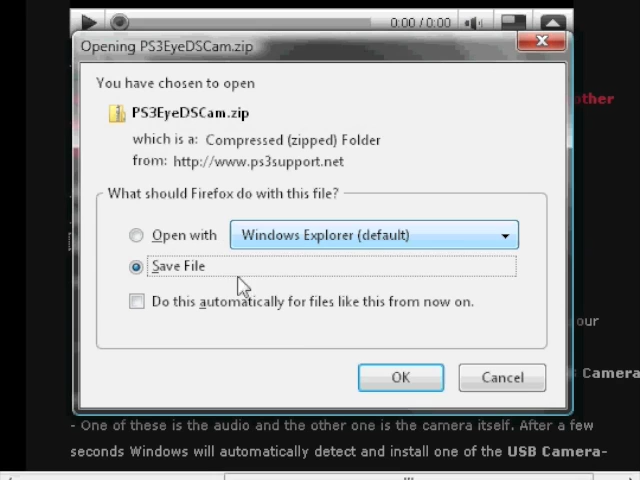 0:00 / 0:00
Opening PS3EyeDSCam.zip
You have chosen to open
other
PS3EyeDSCam.zip
which is a: Compressed (zipped) Folder
from: http://www.ps3support.net
What should Firefox do with this file?
Open with Windows Explorer (default)
Save File
Do this automatically for files like this from now on.
our
OK Cancel
Camera
- One of these is the audio and the other one is the camera itself. After a few
seconds Windows will automatically detect and install one of the USB Camera-